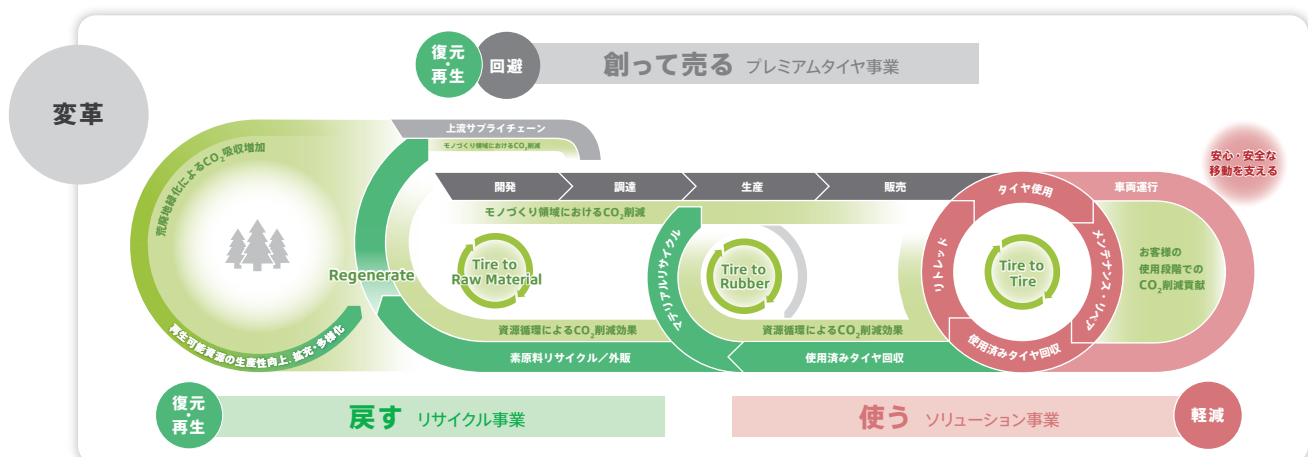 変革
復元
・
再生
回避
創って売る プレミアムタイヤ事業
上流サプライチェーン
モノづくり領域におけるCO2削減
荒廃地緑化によるCO2吸収増加
安心・安全な
移動を支える
開発
調達
生産
販売
タイヤ使用
車両運行
モノづくり領域におけるCO2削減
マテリアルリサイクル
リトレッド
メンテナンス・リペア
お客様の
使用段階での
CO2削減貢献
Regenerate
Tire to
Raw Material
Tire to
Rubber
Tire to
Tire
再生可能資源の生産性向上、拡充・多様化
資源循環によるCO2削減効果
資源循環によるCO2削減効果
使用済みタイヤ回収
素原料リサイクル／外販
使用済みタイヤ回収
復元
・
再生
戻す リサイクル事業
使う ソリューション事業
軽減